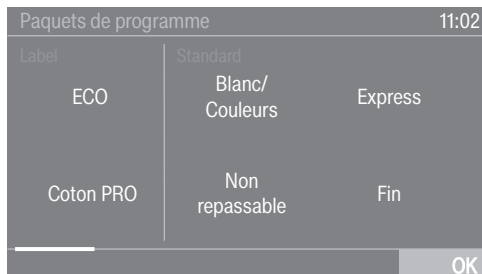 Paquets de programme
11:02
Label
Standard
ECO
Blanc/
Couleurs
Express
Coton PRO
Non
repassable
Fin
OK